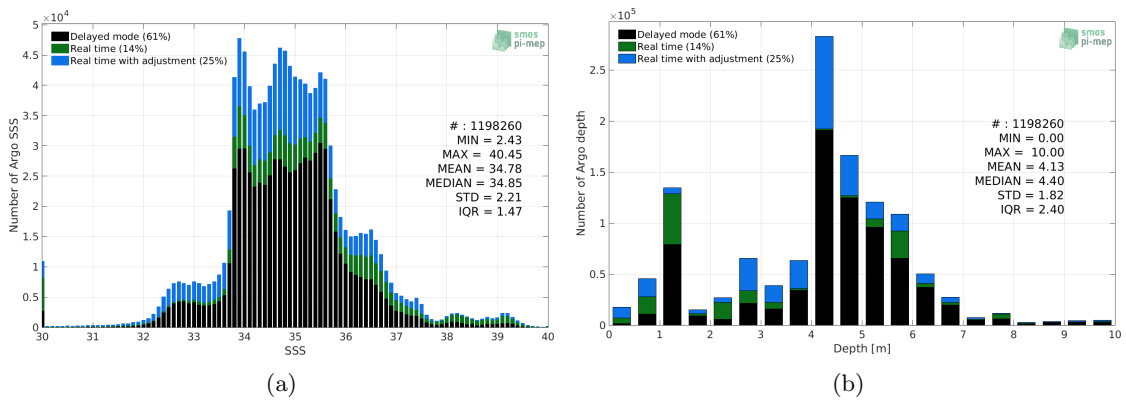 ×10⁴
5
4.5
4
3.5
3
2.5
2
1.5
1
0.5
0
Number of Argo SSS
Delayed mode (61%)
Real time (14%)
Real time with adjustment (25%)
smos
pi-mep
# : 1198260
MIN = 2.43
MAX = 40.45
MEAN = 34.78
MEDIAN = 34.85
STD = 2.21
IQR = 1.47
30 31 32 33 34 35 36 37 38 39 40
SSS
(a)
×10⁵
2.5
2
1.5
1
0.5
0
Number of Argo depth
Delayed mode (61%)
Real time (14%)
Real time with adjustment (25%)
smos
pi-mep
# : 1198260
MIN = 0.00
MAX = 10.00
MEAN = 4.13
MEDIAN = 4.40
STD = 1.82
IQR = 2.40
0 1 2 3 4 5 6 7 8 9 10
Depth [m]
(b)